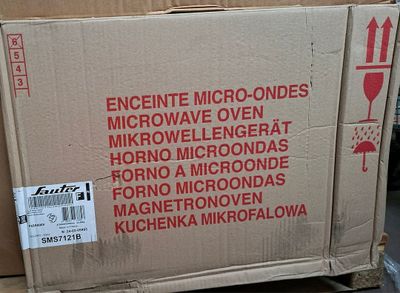 6
5
4
3
ENCEINTE MICRO-ONDES
MICROWAVE OVEN
MIKROWELLENGERÄT
HORNO MICROONDAS
FORNO A MICROONDE
FORNO MICROONDAS
MAGNETRONOVEN
KUCHENKA MIKROFALOWA
Sauter
F
SMS7121B